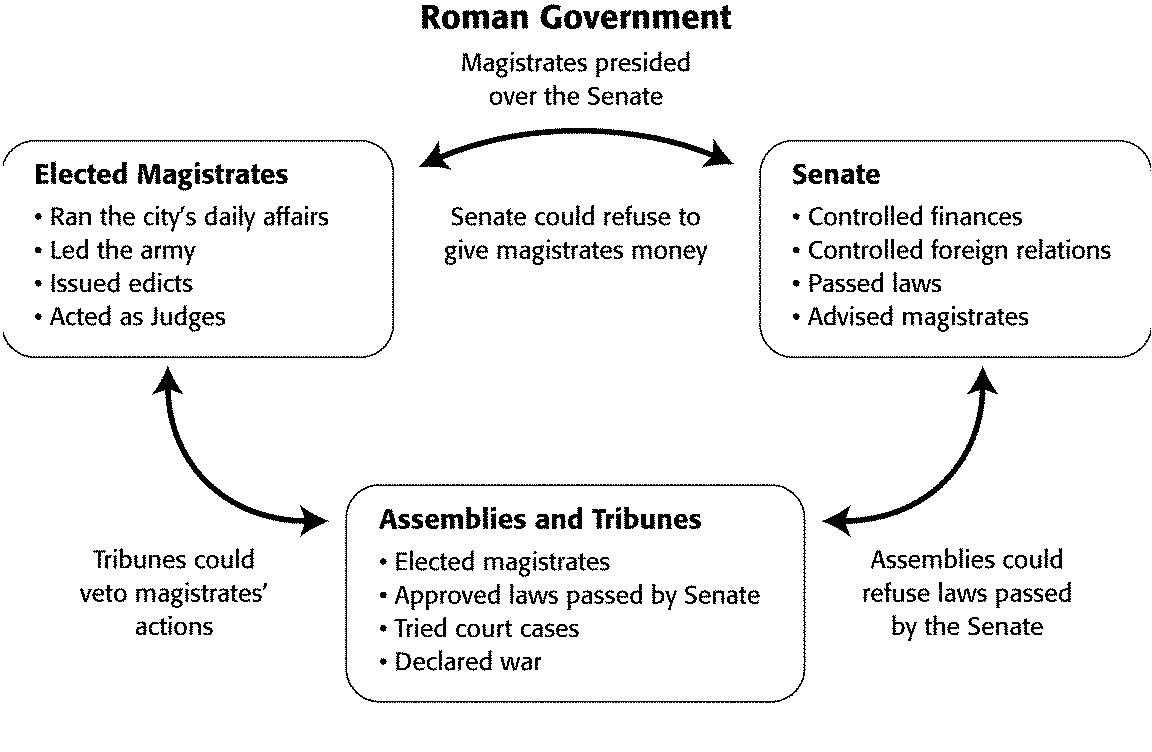 Roman Government
Magistrates presided
over the Senate
Elected Magistrates
• Ran the city's daily affairs
• Led the army
• Issued edicts
• Acted as Judges
Senate could refuse to
give magistrates money
Senate
• Controlled finances
• Controlled foreign relations
• Passed laws
• Advised magistrates
Tribunes could
veto magistrates'
actions
Assemblies and Tribunes
• Elected magistrates
• Approved laws passed by Senate
• Tried court cases
• Declared war
Assemblies could
refuse laws passed
by the Senate